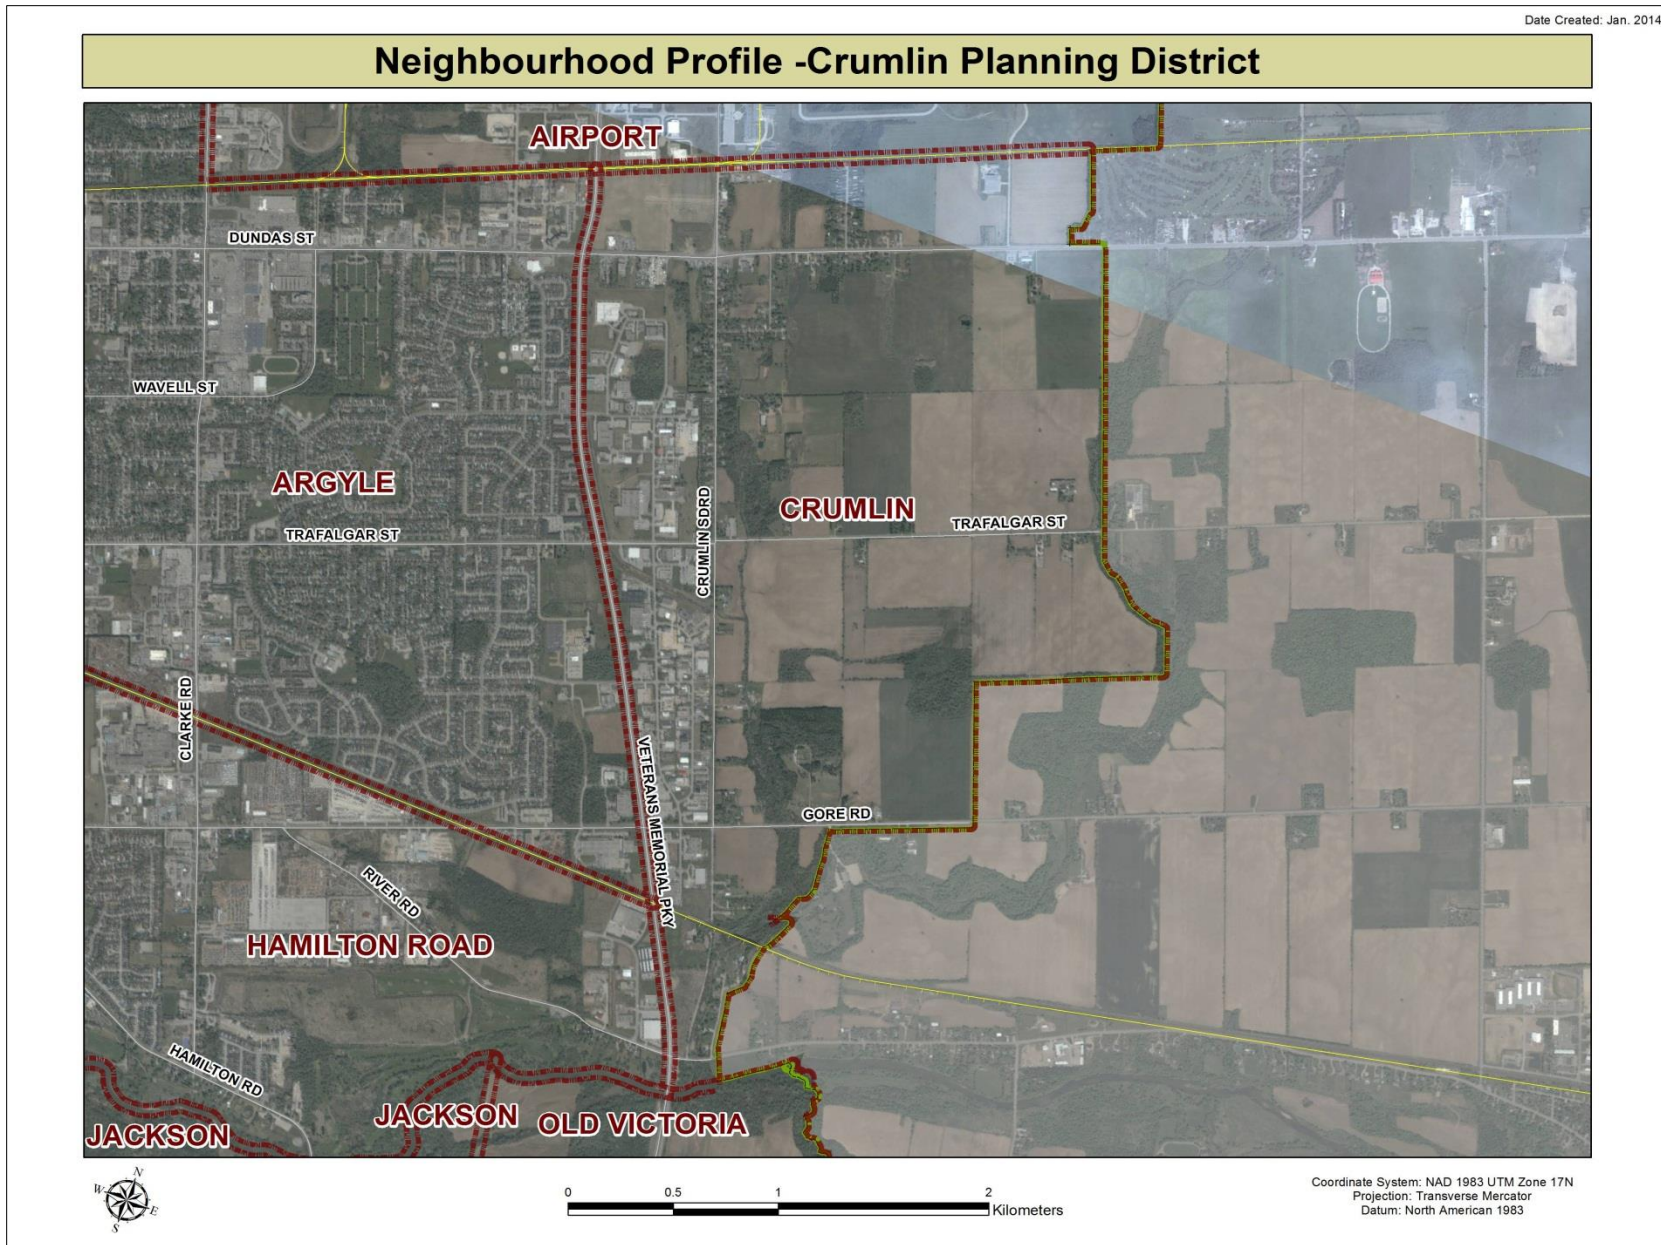 Date Created: Jan. 2014
Neighbourhood Profile -Crumlin Planning District
AIRPORT
DUNDAS ST
WAVELL ST
ARGYLE
CRUMLIN
TRAFALGAR ST
TRAFALGAR ST
CRUMLIN SDRD
CLARKE RD
VETERANS MEMORIAL PKY
GORE RD
RIVER RD
HAMILTON ROAD
HAMILTON RD
JACKSON
JACKSON
OLD VICTORIA
N
W
E
S
0 0.5 1 2
Kilometers
Coordinate System: NAD 1983 UTM Zone 17N
Projection: Transverse Mercator
Datum: North American 1983